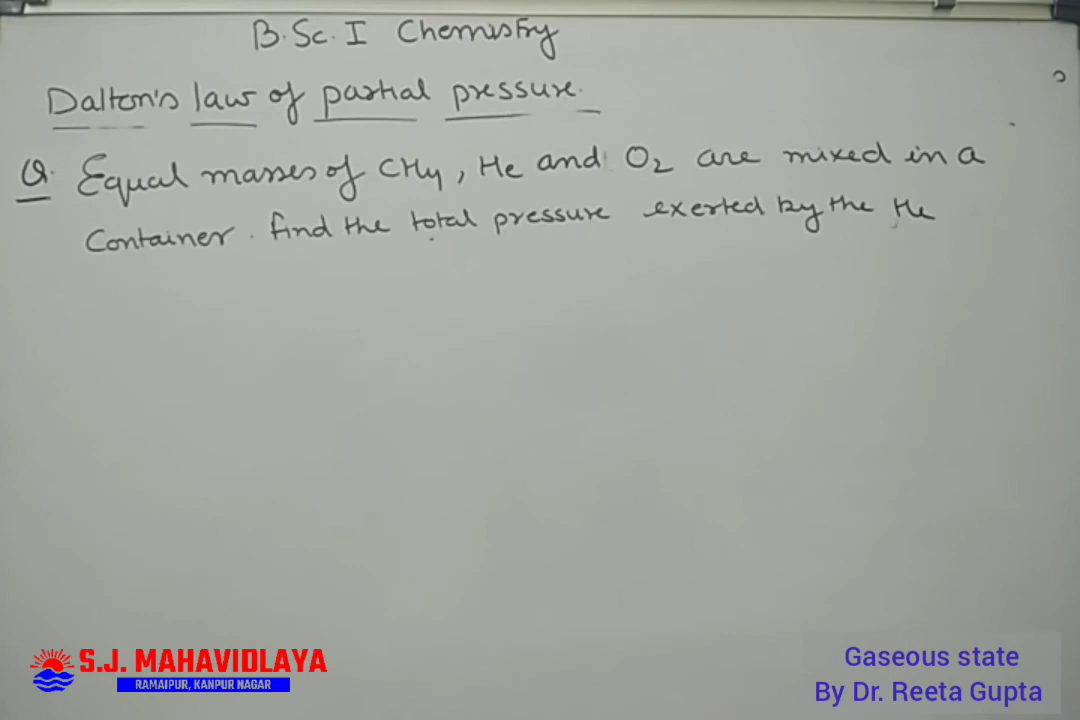 B.Sc. I Chemistry
Dalton's law of partial pressure.
Q. Equal masses of CH4, He and O2 are mixed in a
Container. find the total pressure exerted by the He
S.J. MAHAVIDLAYA
RAMAIPUR, KANPUR NAGAR
Gaseous state
By Dr. Reeta Gupta